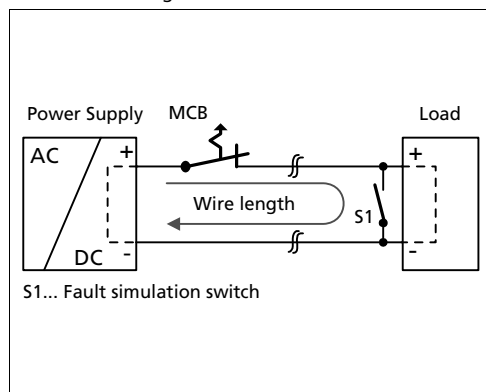 Power Supply MCB Load
AC + +
Wire length
S1
DC - -
S1... Fault simulation switch